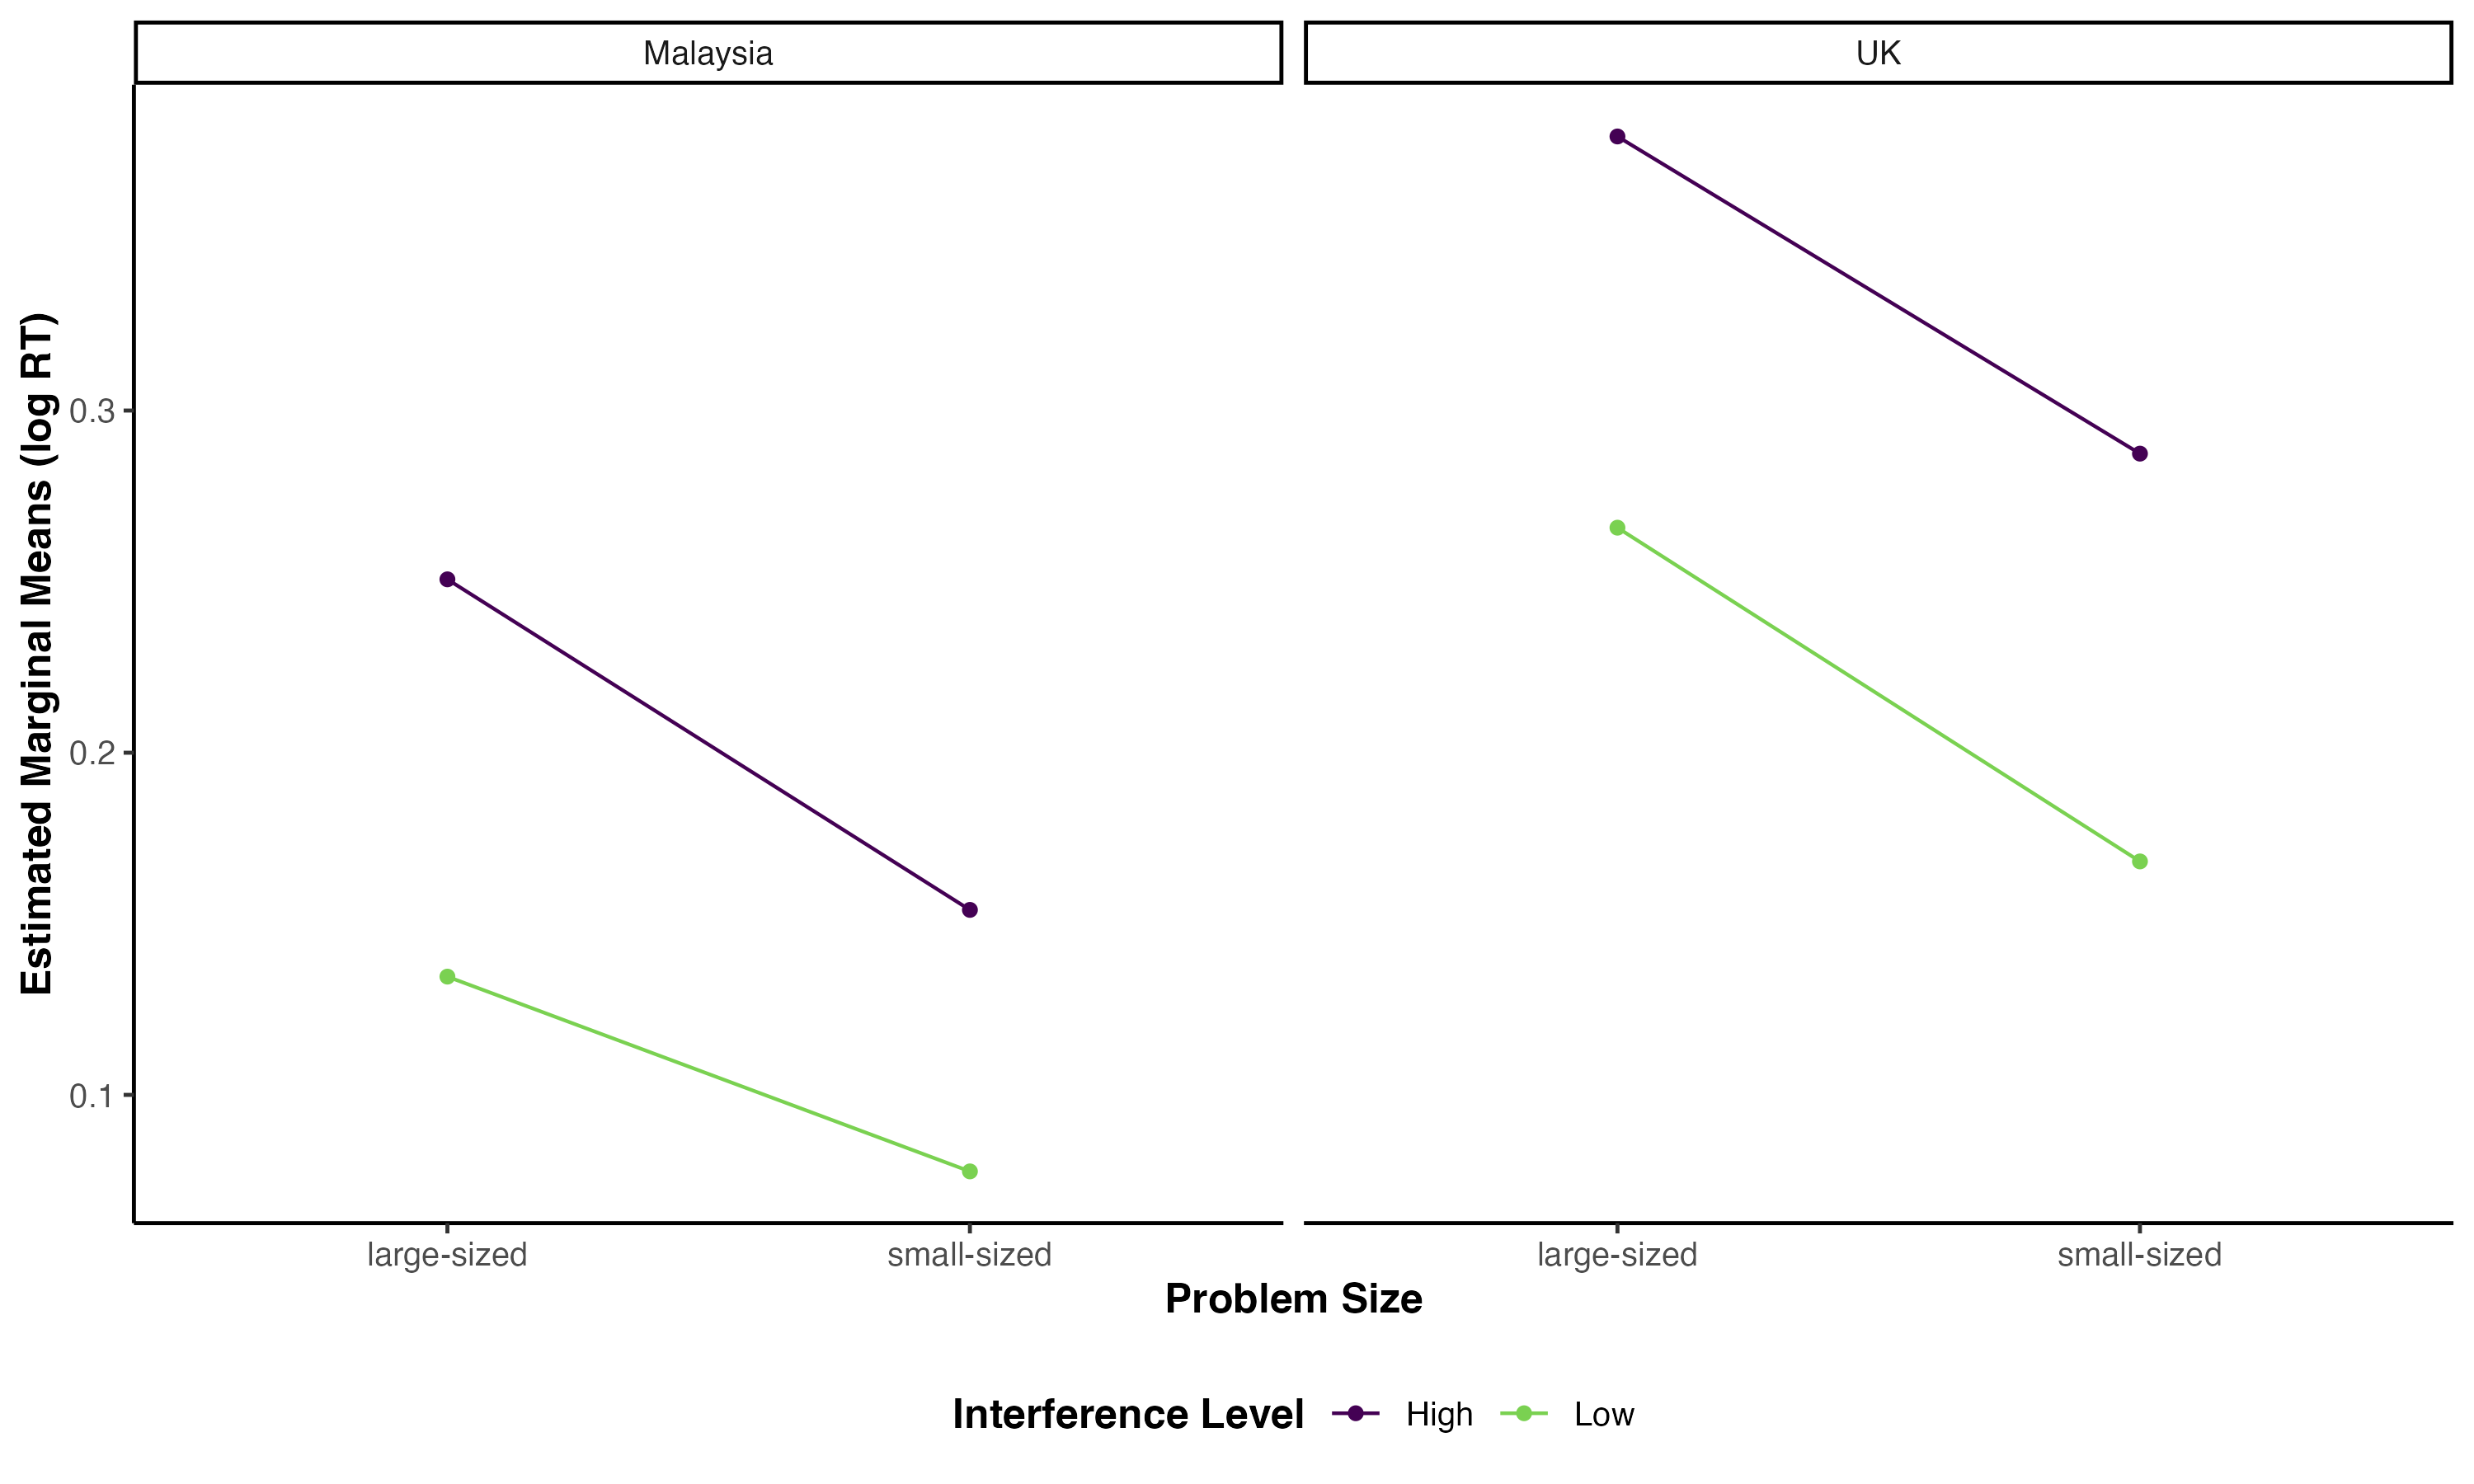 Malaysia
UK
Estimated Marginal Means (log RT)
0.3
0.2
0.1
large-sized
small-sized
large-sized
small-sized
Problem Size
Interference Level High Low